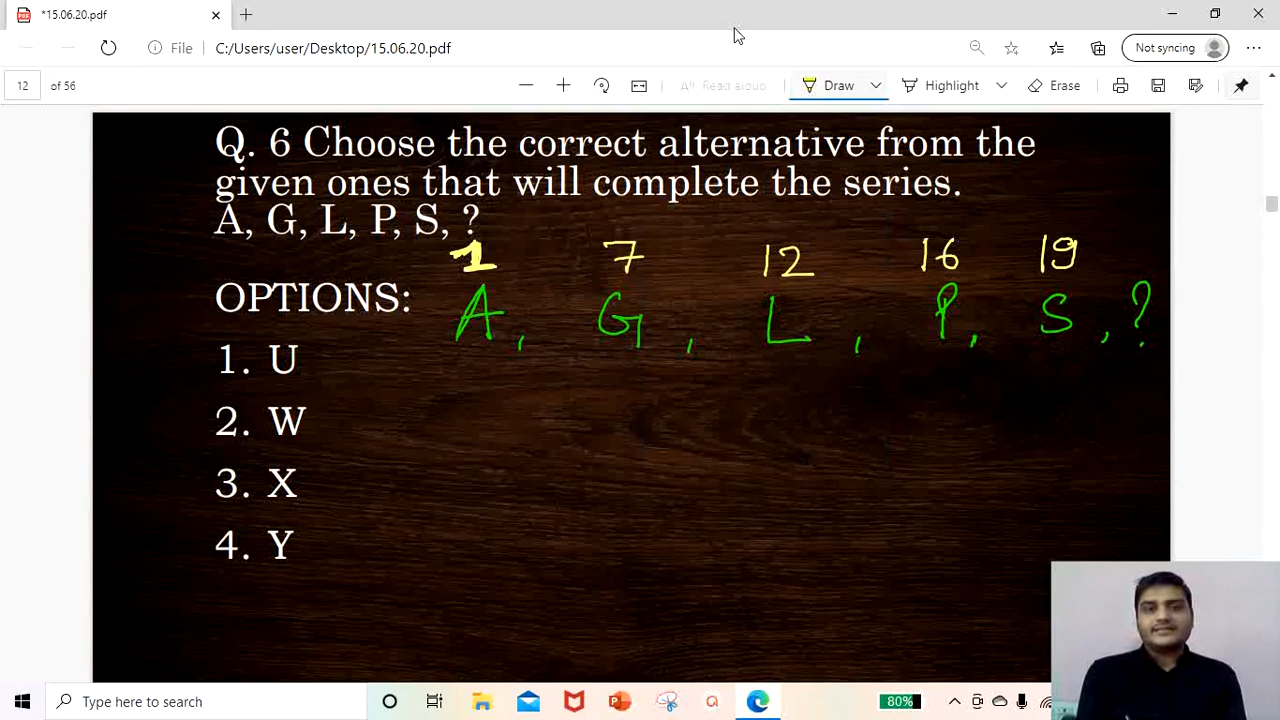 *15.06.20.pdf
File C:/Users/user/Desktop/15.06.20.pdf Not syncing
12 of 56 Read aloud Draw Highlight Erase
Q. 6 Choose the correct alternative from the
given ones that will complete the series.
A, G, L, P, S, ?
1 7 12 16 19
OPTIONS: A, G, L, P, S, ?
1. U
2. W
3. X
4. Y
Type here to search 80%